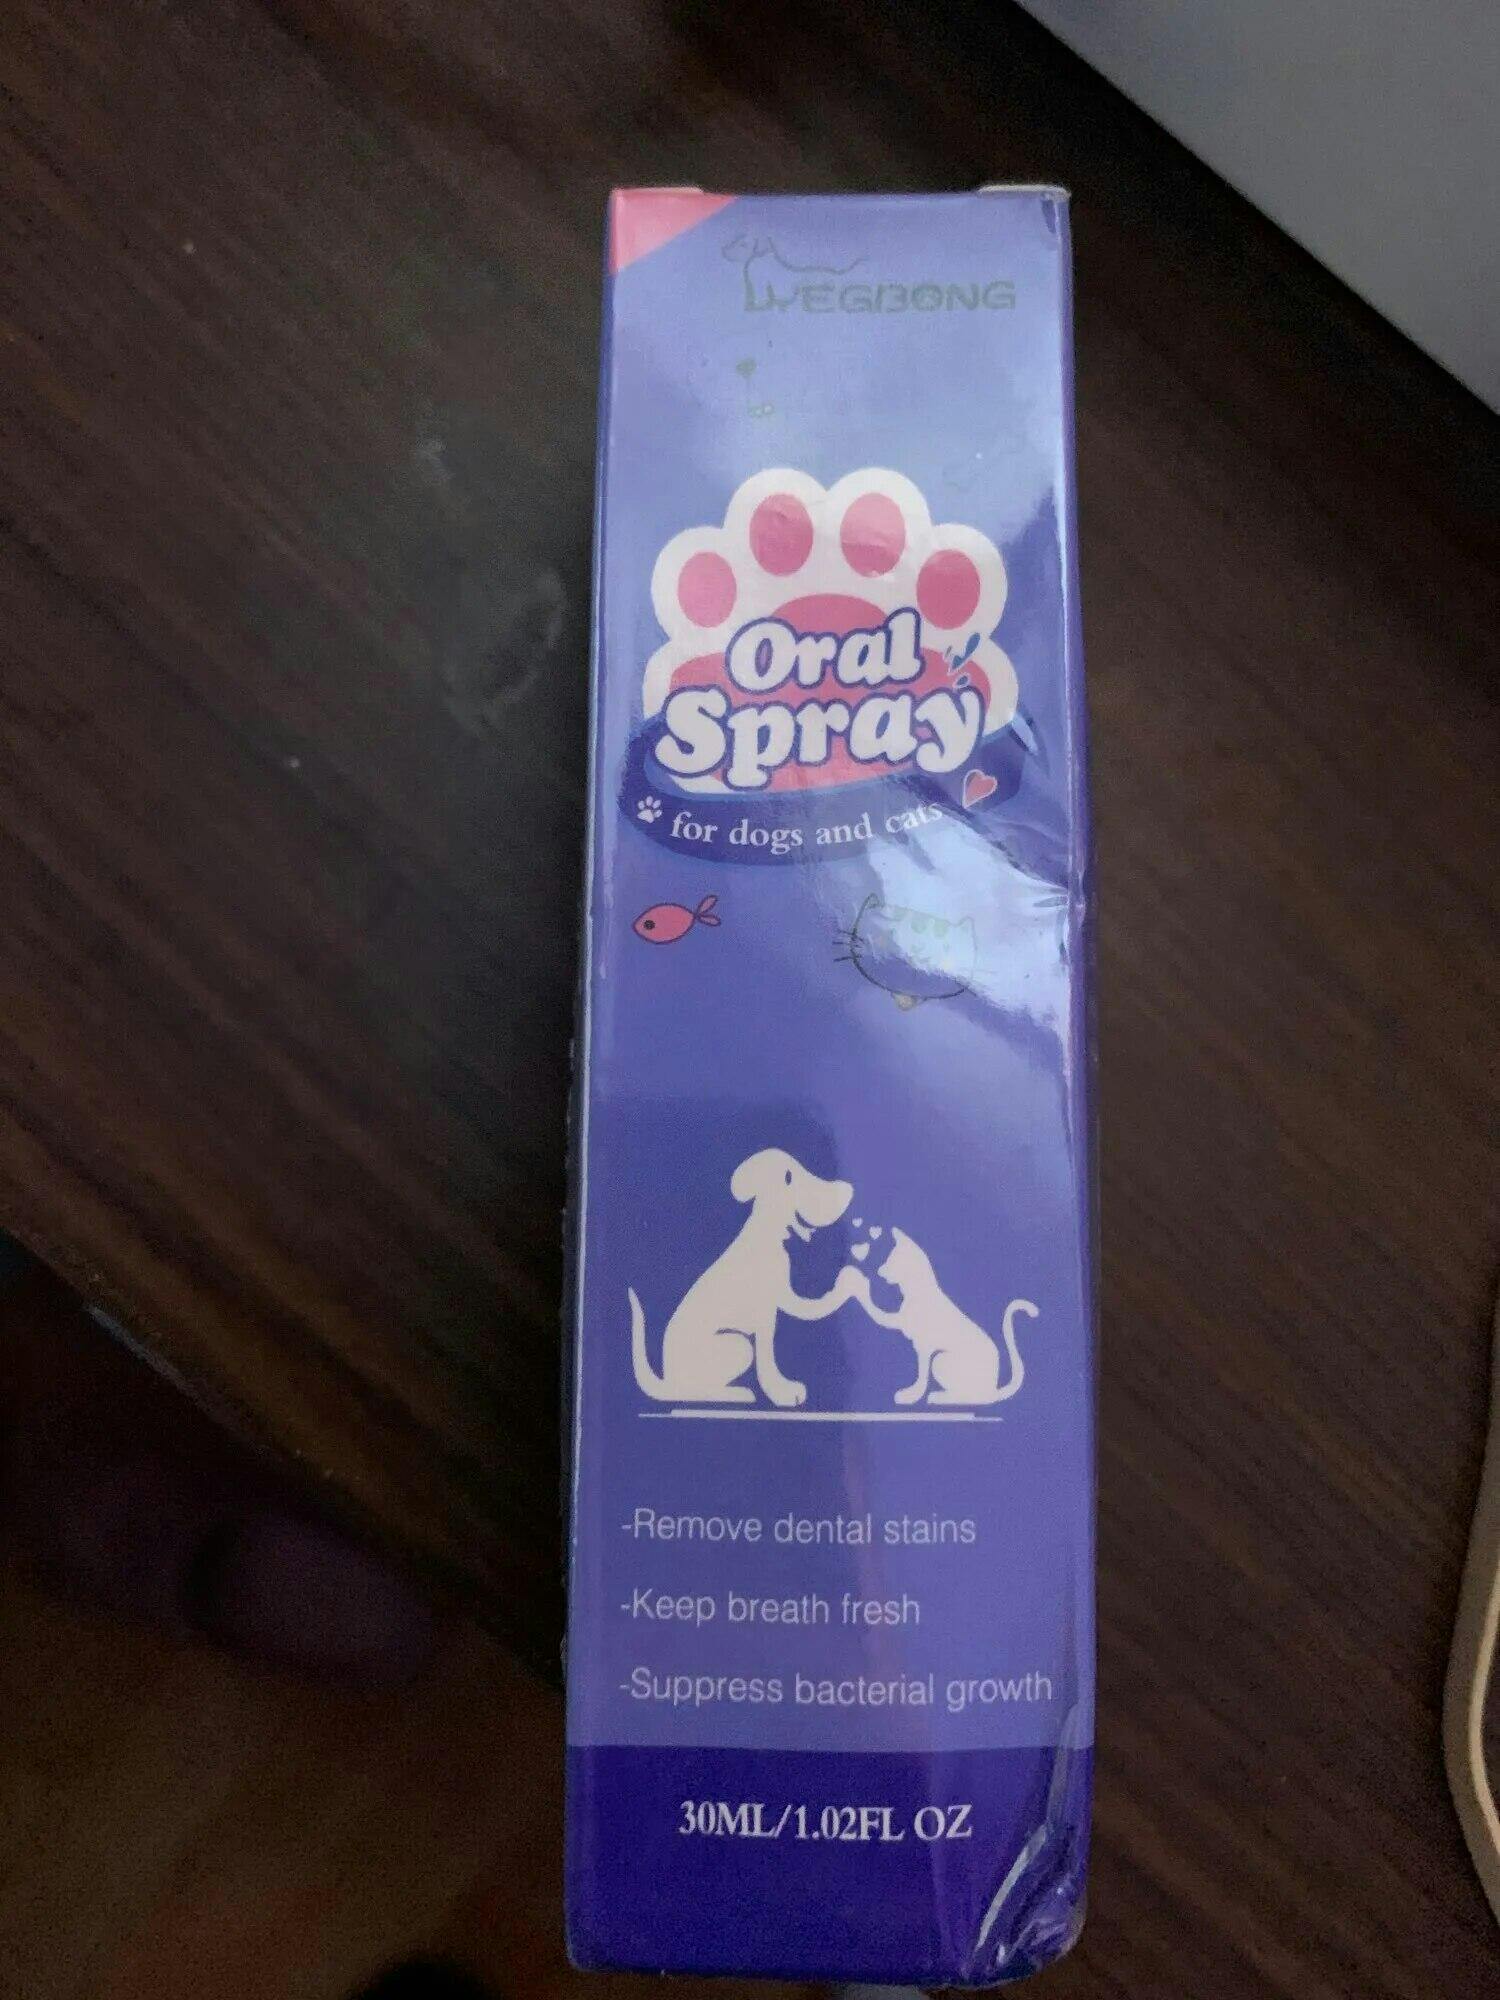 YEGBONG
Oral
Spray
for dogs and cats
-Remove dental stains
-Keep breath fresh
-Suppress bacterial growth
30ML/1.02FL OZ